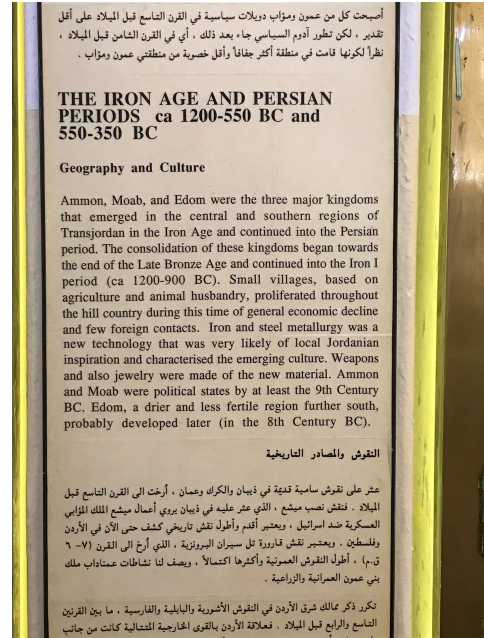 أصبحت كل من عمون ومؤاب دويلات سياسية في القرن التاسع قبل الميلاد على أقل
تقدير ، لكن تطور أدوم السياسي جاء بعد ذلك ، أي في القرن الثامن قبل الميلاد ،
نظراً لكونها قامت في منطقة أكثر جفافاً وأقل خصوبة من منطقتي عمون ومؤاب .
THE IRON AGE AND PERSIAN
PERIODS ca 1200-550 BC and
550-350 BC
Geography and Culture
Ammon, Moab, and Edom were the three major kingdoms
that emerged in the central and southern regions of
Transjordan in the Iron Age and continued into the Persian
period. The consolidation of these kingdoms began towards
the end of the Late Bronze Age and continued into the Iron I
period (ca 1200-900 BC). Small villages, based on
agriculture and animal husbandry, proliferated throughout
the hill country during this time of general economic decline
and few foreign contacts. Iron and steel metallurgy was a
new technology that was very likely of local Jordanian
inspiration and characterised the emerging culture. Weapons
and also jewelry were made of the new material. Ammon
and Moab were political states by at least the 9th Century
BC. Edom, a drier and less fertile region further south,
probably developed later (in the 8th Century BC).
النقوش والمصادر التاريخية
عثر على نقوش سامية قديمة في ذيبان والكرك وعمان ، أرخت الى القرن التاسع قبل
الميلاد . فنقش نصب ميشع ، الذي عثر عليه في ذيبان يروي أعمال ميشع الملك المؤابي
العسكرية ضد اسرائيل ، ويعتبر أقدم وأطول نقش تاريخي كشف حتى الآن في الأردن
وفلسطين . ويعتبر نقش قارورة تل سيران البرونزية ، الذي أرخ الى القرن (٧- ٦
ق.م) ، أطول النقوش العمونية وأكثرها اكتمالاً ، ويصف لنا نشاطات عمناداب ملك
بني عمون العمرانية والزراعية .
تكرر ذكر ممالك شرق الأردن في النقوش الأشورية والبابلية والفارسية ، ما بين القرنين
التاسع والرابع قبل الميلاد . فعلاقة الأردن بالقوى الخارجية المتتالية كانت من جانب